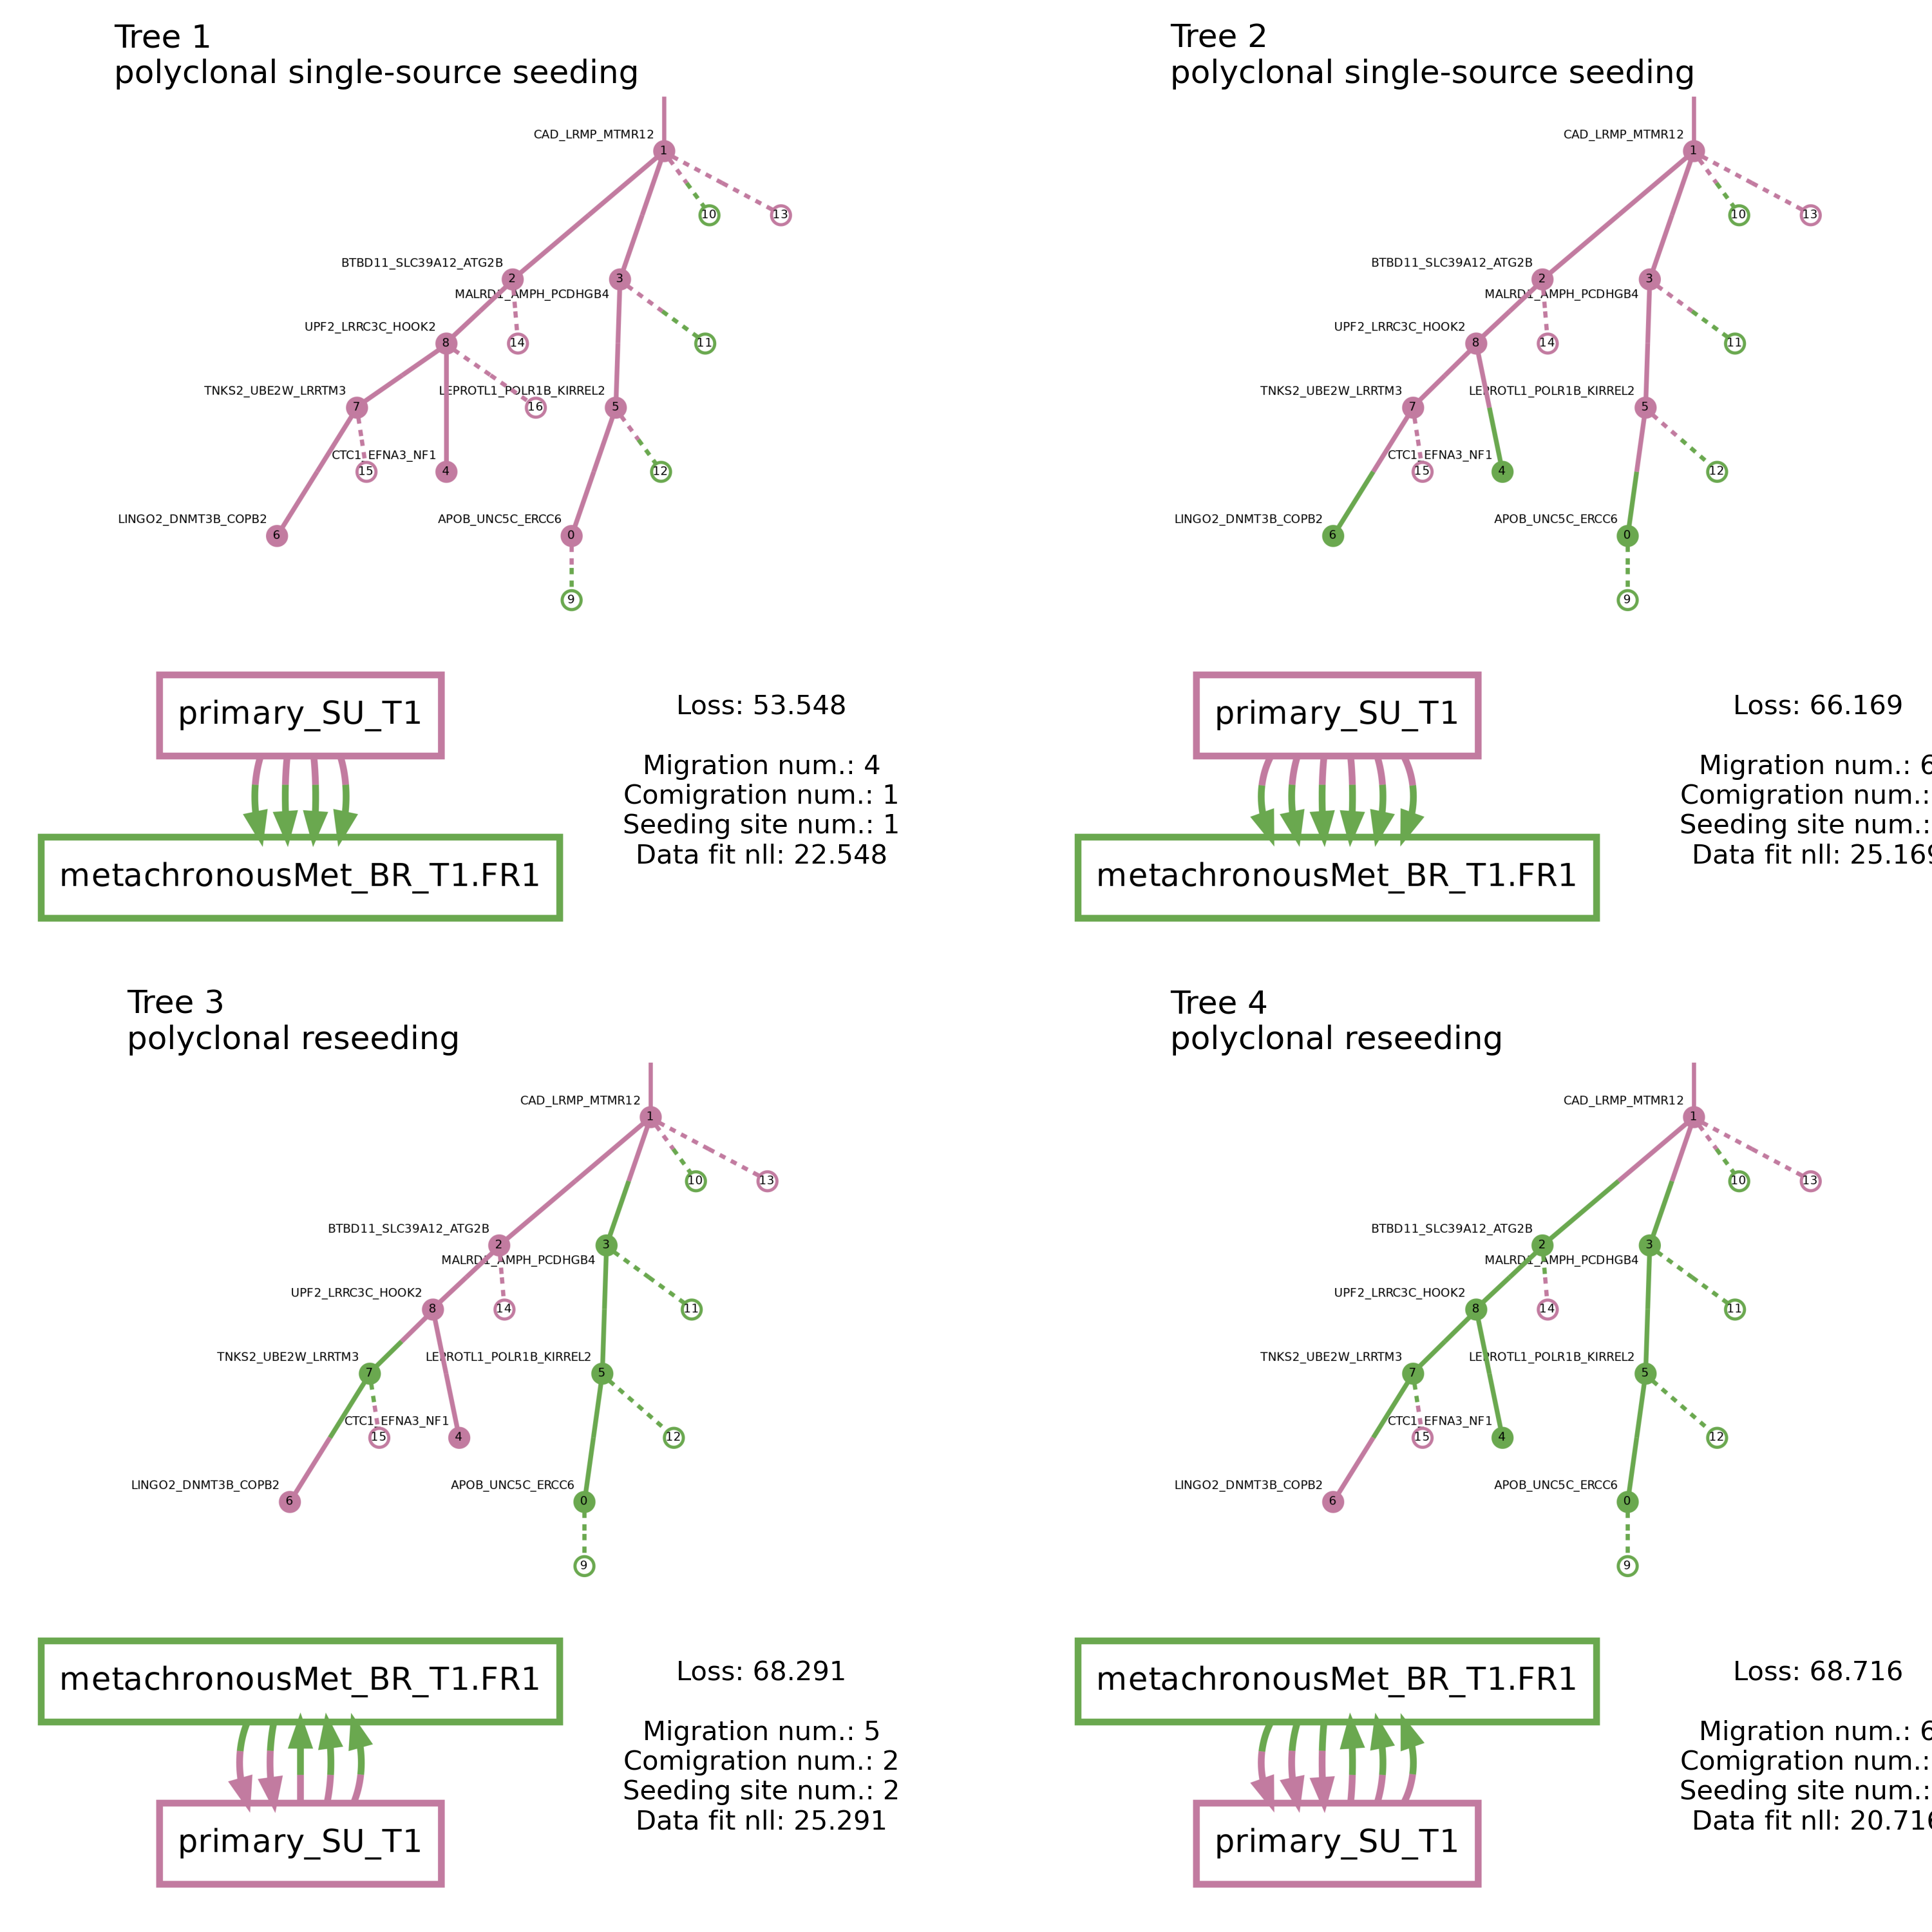 Tree 1
polyclonal single-source seeding
CAD_LRMP_MTMR12
1
10
13
BTBD11_SLC39A12_ATG2B
2
3
MALRD1_AMPH_PCDHGB4
UPF2_LRRC3C_HOOK2
8
14
11
TNKS2_UBE2W_LRRTM3
7
LEPROTL1_POLR1B_KIRREL2
16
5
CTC1_EFNA3_NF1
15
4
12
LINGO2_DNMT3B_COPB2
6
APOB_UNC5C_ERCC6
0
9
primary_SU_T1
metachronousMet_BR_T1.FR1
Loss: 53.548
Migration num.: 4
Comigration num.: 1
Seeding site num.: 1
Data fit nll: 22.548
Tree 2
polyclonal single-source seeding
CAD_LRMP_MTMR12
1
10
13
BTBD11_SLC39A12_ATG2B
2
3
MALRD1_AMPH_PCDHGB4
UPF2_LRRC3C_HOOK2
8
14
11
TNKS2_UBE2W_LRRTM3
7
LEPROTL1_POLR1B_KIRREL2
5
CTC1_EFNA3_NF1
15
4
12
LINGO2_DNMT3B_COPB2
6
APOB_UNC5C_ERCC6
0
9
primary_SU_T1
metachronousMet_BR_T1.FR1
Loss: 66.169
Migration num.: 6
Comigration num.:
Seeding site num.:
Data fit nll: 25.169
Tree 3
polyclonal reseeding
CAD_LRMP_MTMR12
1
10
13
BTBD11_SLC39A12_ATG2B
2
3
MALRD1_AMPH_PCDHGB4
UPF2_LRRC3C_HOOK2
8
14
11
TNKS2_UBE2W_LRRTM3
7
LEPROTL1_POLR1B_KIRREL2
5
CTC1_EFNA3_NF1
15
4
12
LINGO2_DNMT3B_COPB2
6
APOB_UNC5C_ERCC6
0
9
metachronousMet_BR_T1.FR1
primary_SU_T1
Loss: 68.291
Migration num.: 5
Comigration num.: 2
Seeding site num.: 2
Data fit nll: 25.291
Tree 4
polyclonal reseeding
CAD_LRMP_MTMR12
1
10
13
BTBD11_SLC39A12_ATG2B
2
3
MALRD1_AMPH_PCDHGB4
UPF2_LRRC3C_HOOK2
8
14
11
TNKS2_UBE2W_LRRTM3
7
LEPROTL1_POLR1B_KIRREL2
5
CTC1_EFNA3_NF1
15
4
12
LINGO2_DNMT3B_COPB2
6
APOB_UNC5C_ERCC6
0
9
metachronousMet_BR_T1.FR1
primary_SU_T1
Loss: 68.716
Migration num.: 6
Comigration num.:
Seeding site num.:
Data fit nll: 20.716